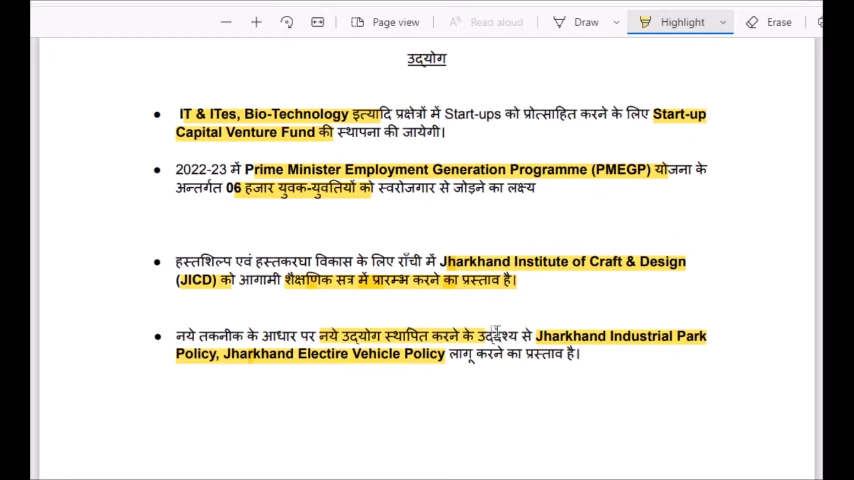 Page view
Read aloud
Draw
Highlight
Erase
उद्योग
IT & ITes, Bio-Technology इत्यादि प्रक्षेत्रों में Start-ups को प्रोत्साहित करने के लिए Start-up
Capital Venture Fund की स्थापना की जायेगी।
2022-23 में Prime Minister Employment Generation Programme (PMEGP) योजना के
अन्तर्गत 06 हजार युवक-युवतियों को स्वरोजगार से जोड़ने का लक्ष्य
हस्तशिल्प एवं हस्तकरघा विकास के लिए राँची में Jharkhand Institute of Craft & Design
(JICD) को आगामी शैक्षणिक सत्र में प्रारम्भ करने का प्रस्ताव है।
नये तकनीक के आधार पर नये उद्योग स्थापित करने के उद्देश्य से Jharkhand Industrial Park
Policy, Jharkhand Electire Vehicle Policy लागू करने का प्रस्ताव है।